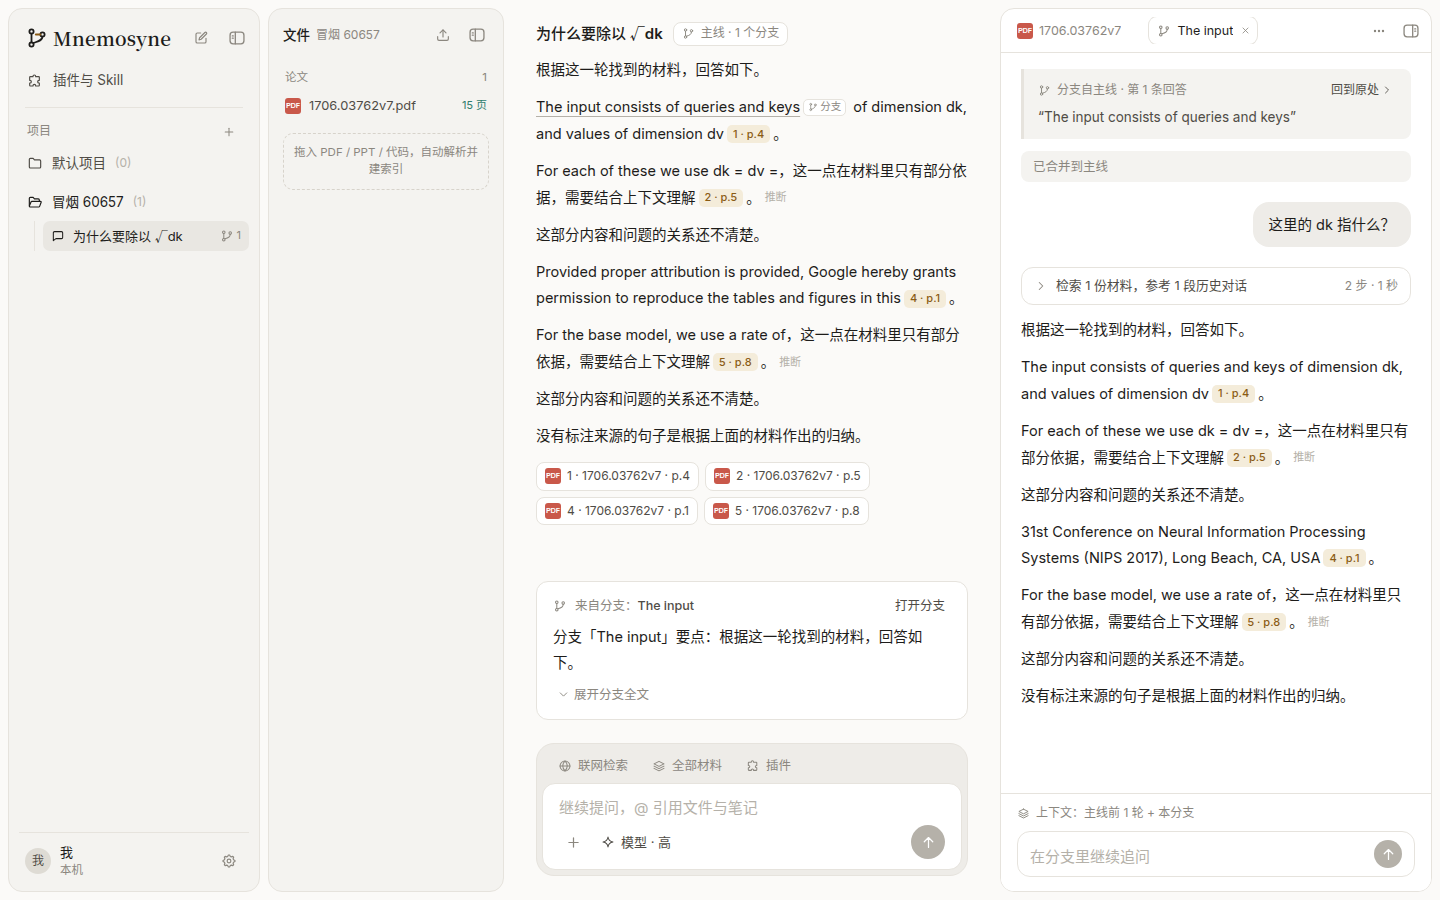 Mnemosyne
插件与 Skill
项目
默认项目 (0)
冒烟 60657 (1)
为什么要除以 √dk 1
我
我
本机
文件 冒烟 60657
论文 1
PDF 1706.03762v7.pdf 15 页
拖入 PDF / PPT / 代码，自动解析并
建索引
为什么要除以 √dk 主线 · 1 个分支
根据这一轮找到的材料，回答如下。
The input consists of queries and keys 分支 of dimension dk,
and values of dimension dv 1 · p.4 。
For each of these we use dk = dv =，这一点在材料里只有部分依
据，需要结合上下文理解 2 · p.5 。 推断
这部分内容和问题的关系还不清楚。
Provided proper attribution is provided, Google hereby grants
permission to reproduce the tables and figures in this 4 · p.1 。
For the base model, we use a rate of，这一点在材料里只有部分
依据，需要结合上下文理解 5 · p.8 。 推断
这部分内容和问题的关系还不清楚。
没有标注来源的句子是根据上面的材料作出的归纳。
PDF 1 · 1706.03762v7 · p.4 PDF 2 · 1706.03762v7 · p.5
PDF 4 · 1706.03762v7 · p.1 PDF 5 · 1706.03762v7 · p.8
来自分支：The input 打开分支
分支「The input」要点：根据这一轮找到的材料，回答如
下。
展开分支全文
联网检索 全部材料 插件
继续提问，@ 引用文件与笔记
模型 · 高
PDF 1706.03762v7 The input ×
分支自主线 · 第 1 条回答 回到原处
“The input consists of queries and keys”
已合并到主线
这里的 dk 指什么？
检索 1 份材料，参考 1 段历史对话 2 步 · 1 秒
根据这一轮找到的材料，回答如下。
The input consists of queries and keys of dimension dk,
and values of dimension dv 1 · p.4 。
For each of these we use dk = dv =，这一点在材料里只有
部分依据，需要结合上下文理解 2 · p.5 。 推断
这部分内容和问题的关系还不清楚。
31st Conference on Neural Information Processing
Systems (NIPS 2017), Long Beach, CA, USA 4 · p.1 。
For the base model, we use a rate of，这一点在材料里只
有部分依据，需要结合上下文理解 5 · p.8 。 推断
这部分内容和问题的关系还不清楚。
没有标注来源的句子是根据上面的材料作出的归纳。
上下文：主线前 1 轮 + 本分支
在分支里继续追问